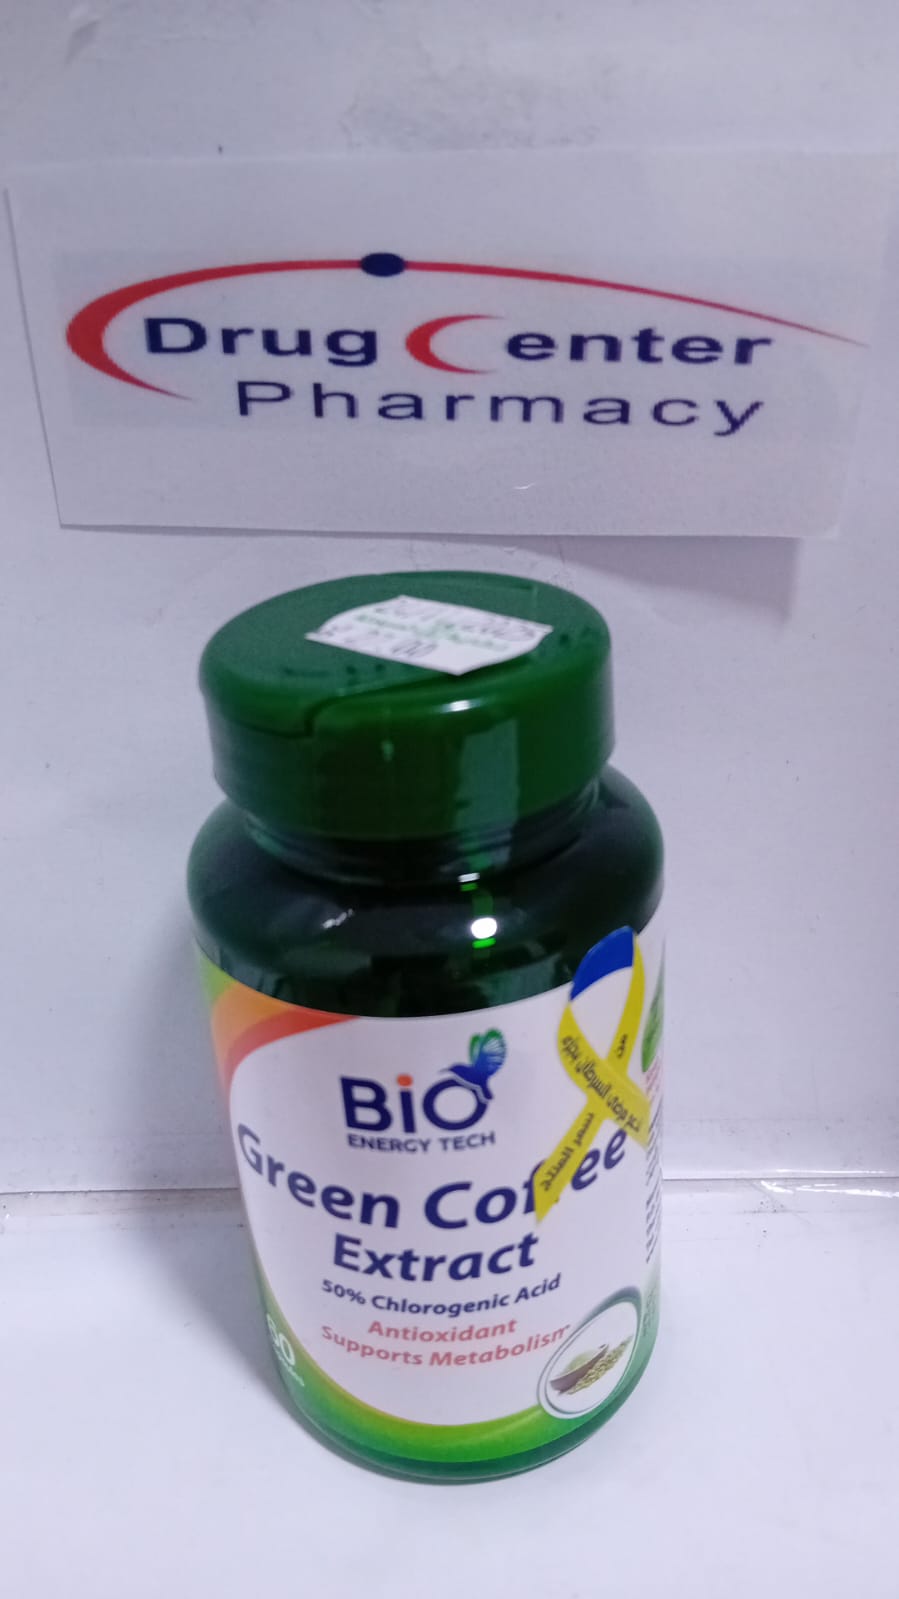 Drug Center
Pharmacy
BiO
ENERGY TECH
Green Coffee
Extract
50% Chlorogenic Acid
Antioxidant
Supports Metabolism
60